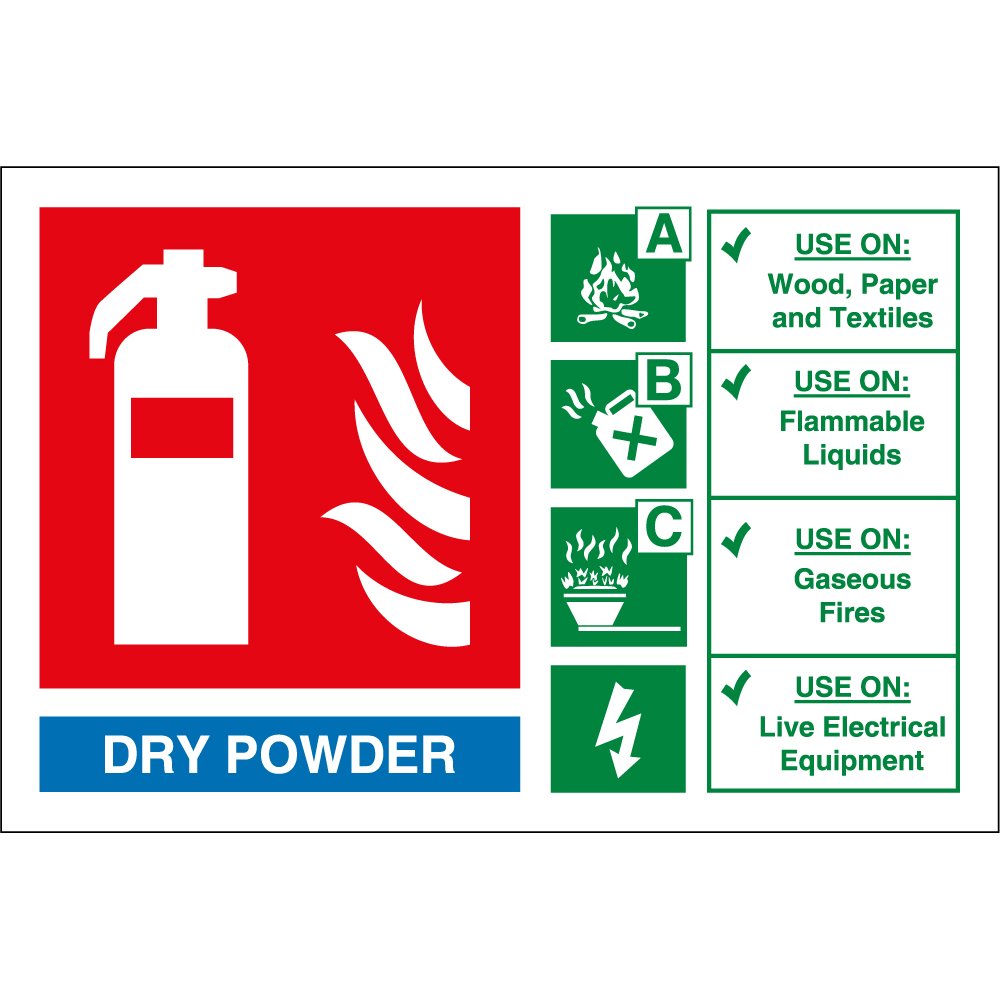 DRY POWDER
A
USE ON:
Wood, Paper
and Textiles
B
USE ON:
Flammable
Liquids
C
USE ON:
Gaseous
Fires
USE ON:
Live Electrical
Equipment